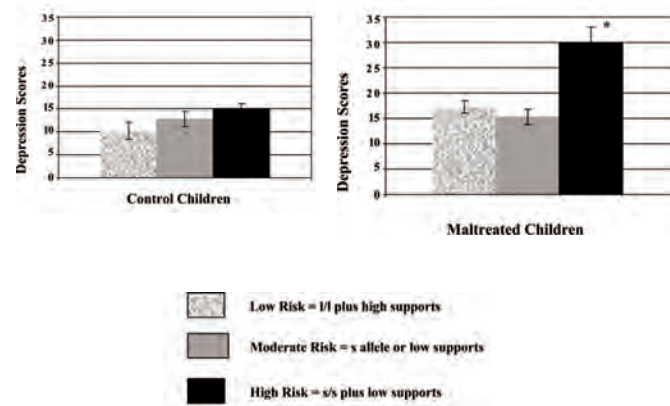 35
30
25
20
15
10
5
0
Depression Scores
Control Children
35
30
25
20
15
10
5
0
Depression Scores
*
Maltreated Children
Low Risk = l/l plus high supports
Moderate Risk = s allele or low supports
High Risk = s/s plus low supports